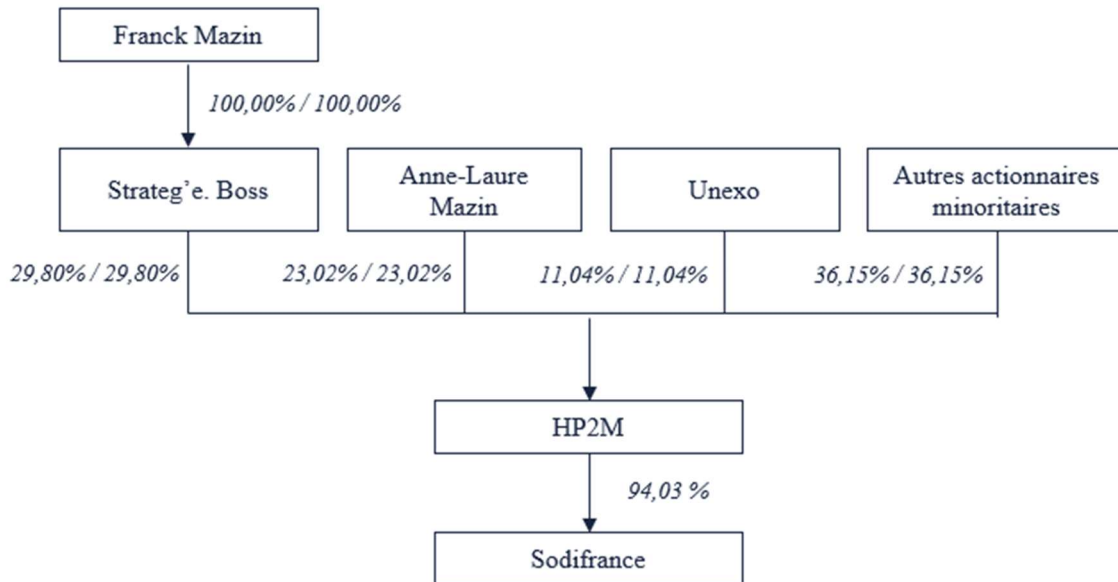 Franck Mazin
100,00% / 100,00%
Strateg’e. Boss
Anne-Laure
Mazin
Unexo
Autres actionnaires
minoritaires
29,80% / 29,80%
23,02% / 23,02%
11,04% / 11,04%
36,15% / 36,15%
HP2M
94,03 %
Sodifrance